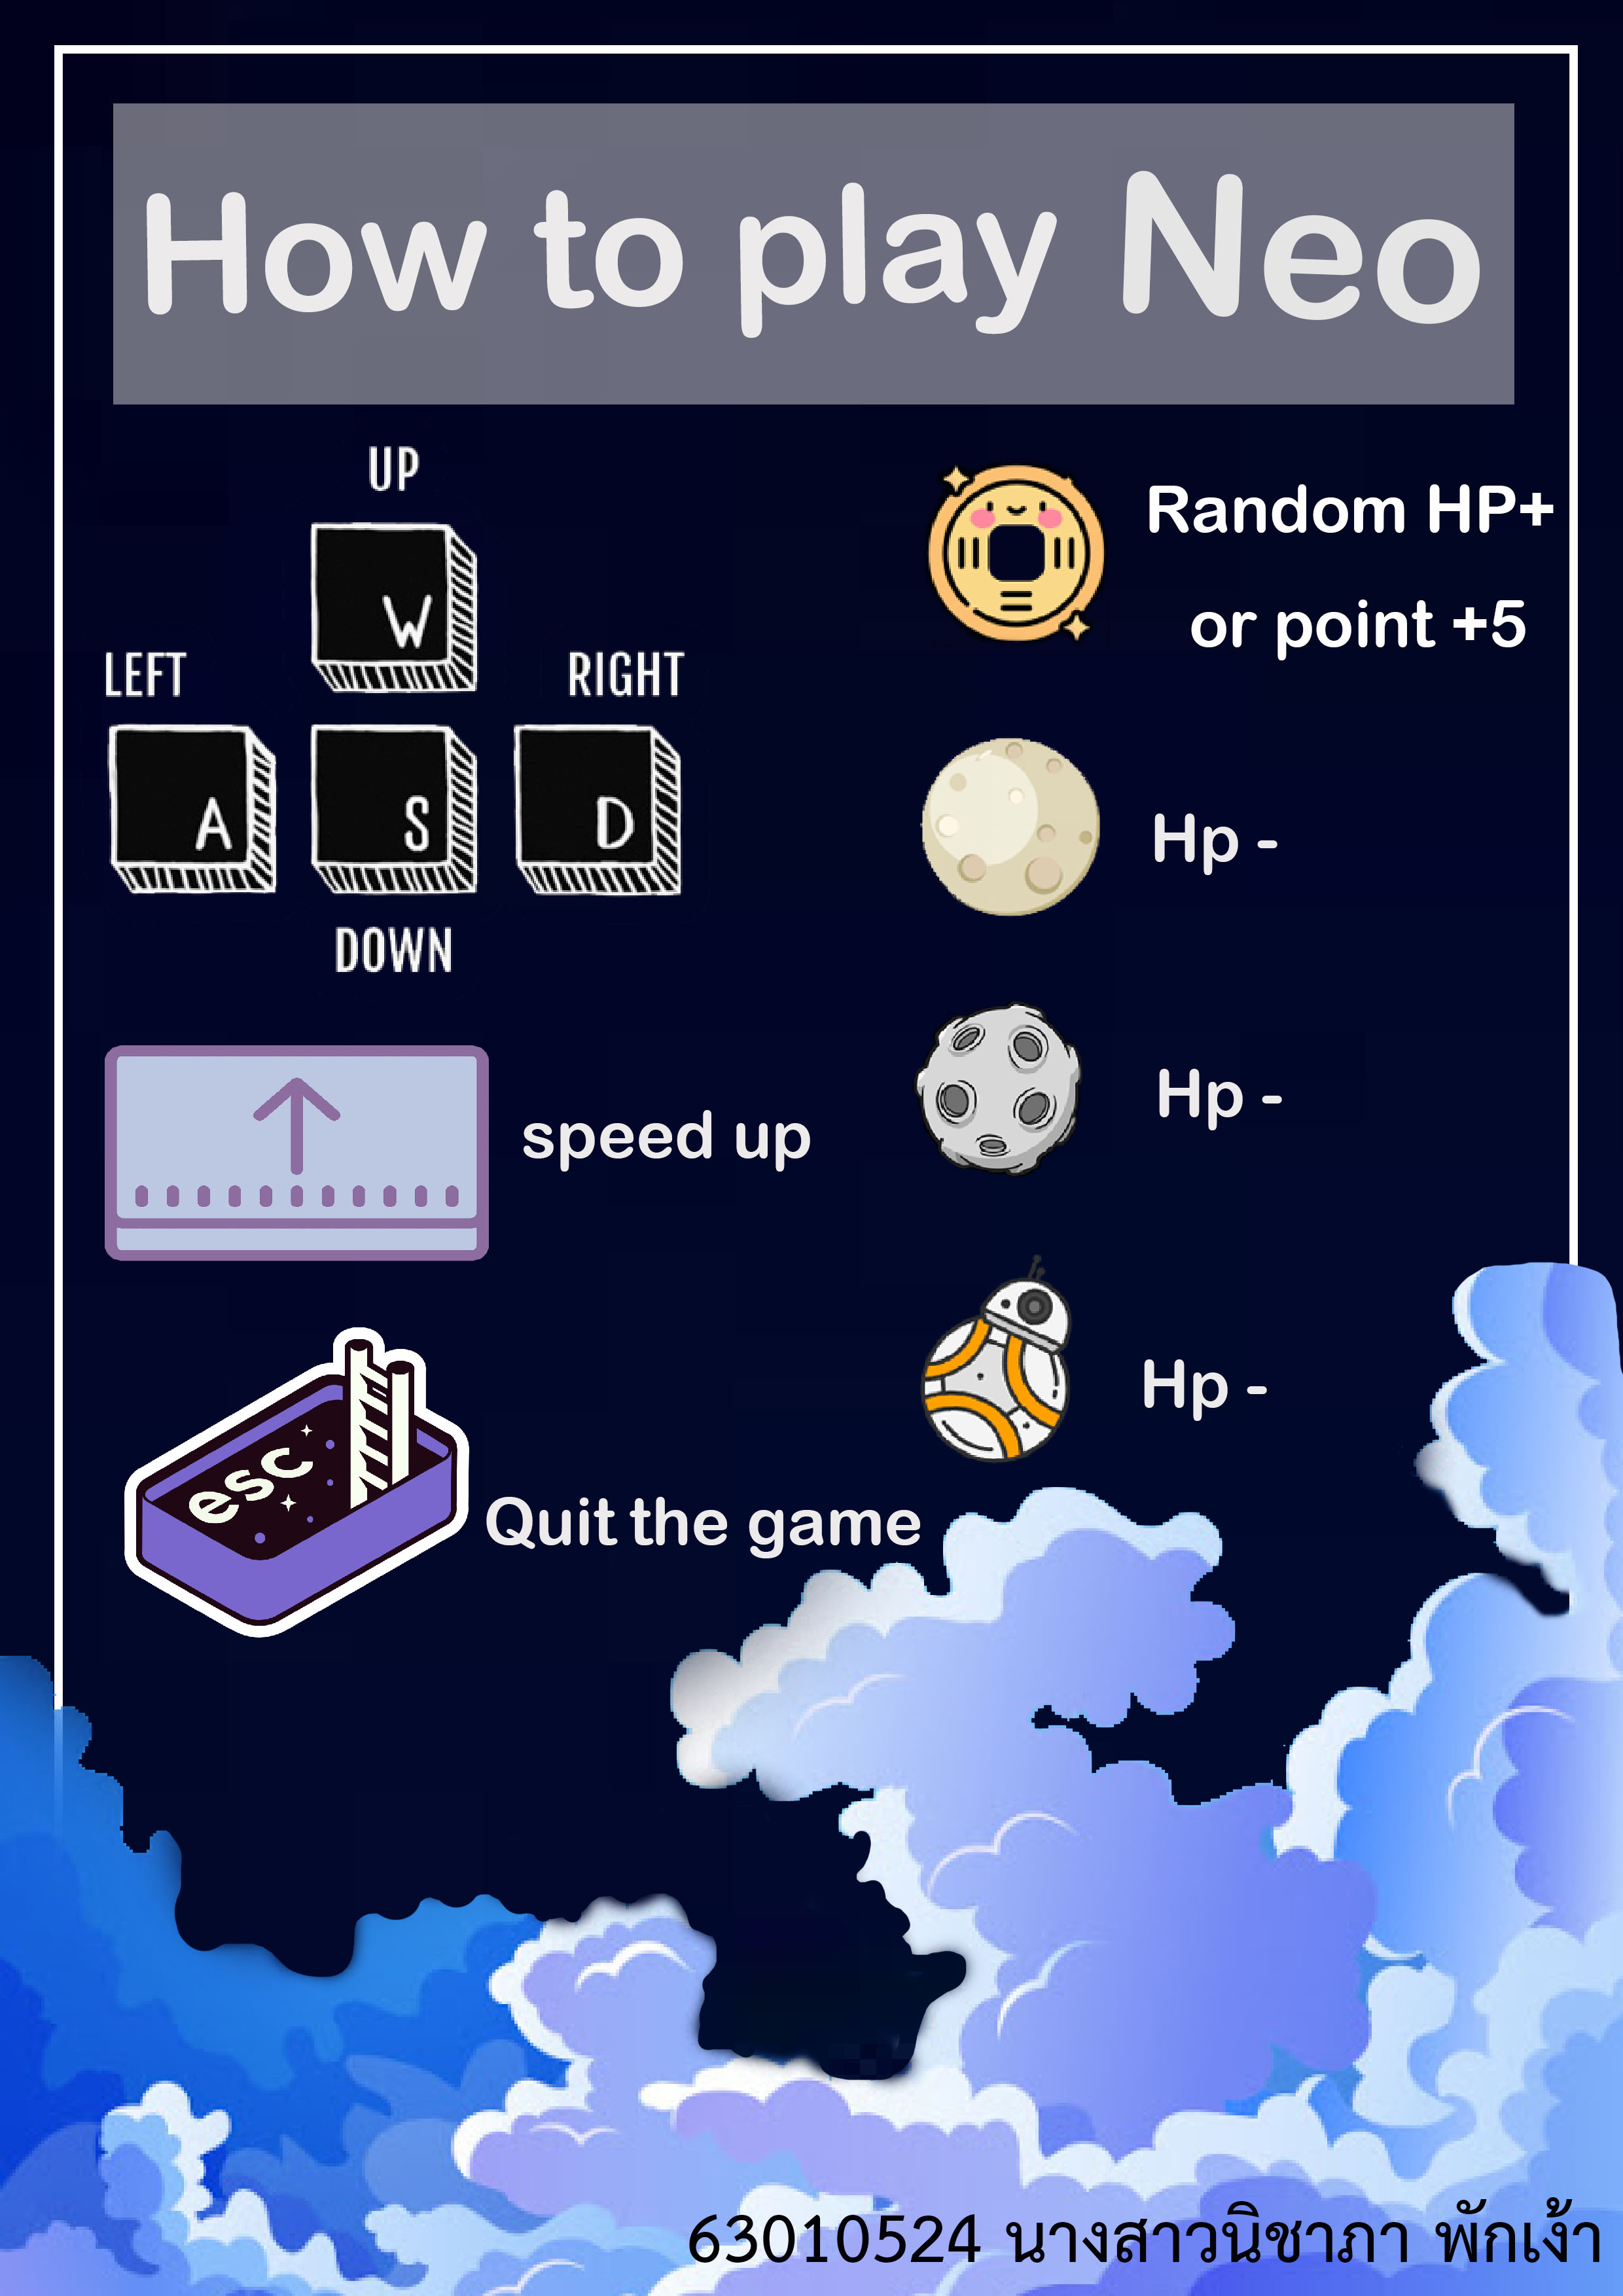 How to play Neo
UP
W
LEFT
RIGHT
A
S
D
DOWN
speed up
esc
Quit the game
Random HP+
or point +5
Hp -
Hp -
Hp -
63010524 นางสาวนิชาภา พักเง้า